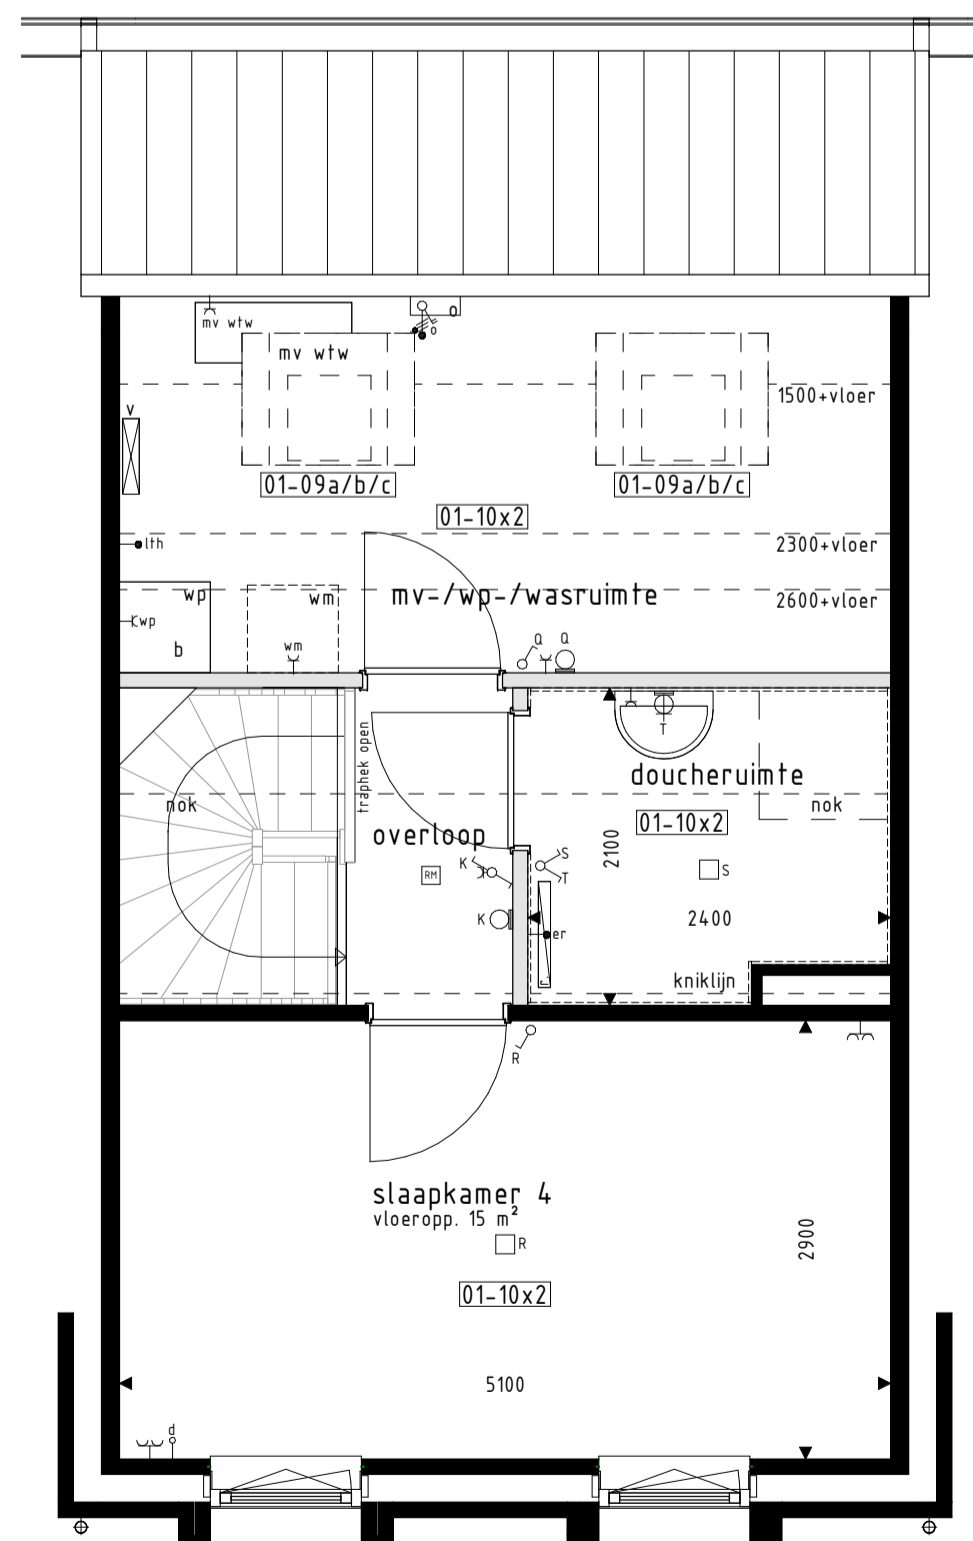 mv wtw
o
o
mv wtw
1500+vloer
v
01-09a/b/c
01-09a/b/c
01-10x2
lth
2300+vloer
wp
wm
mv-/wp-/wasruimte
2600+vloer
wp
b
wm
Q
Q
traphek open
T
doucheruimte
nok
nok
01-10x2
overloop
2100
K
S
T
RM
S
K
2400
er
r.
kniklijn
R
slaapkamer 4
vloeropp. 15 m²
R
2900
01-10x2
5100
d